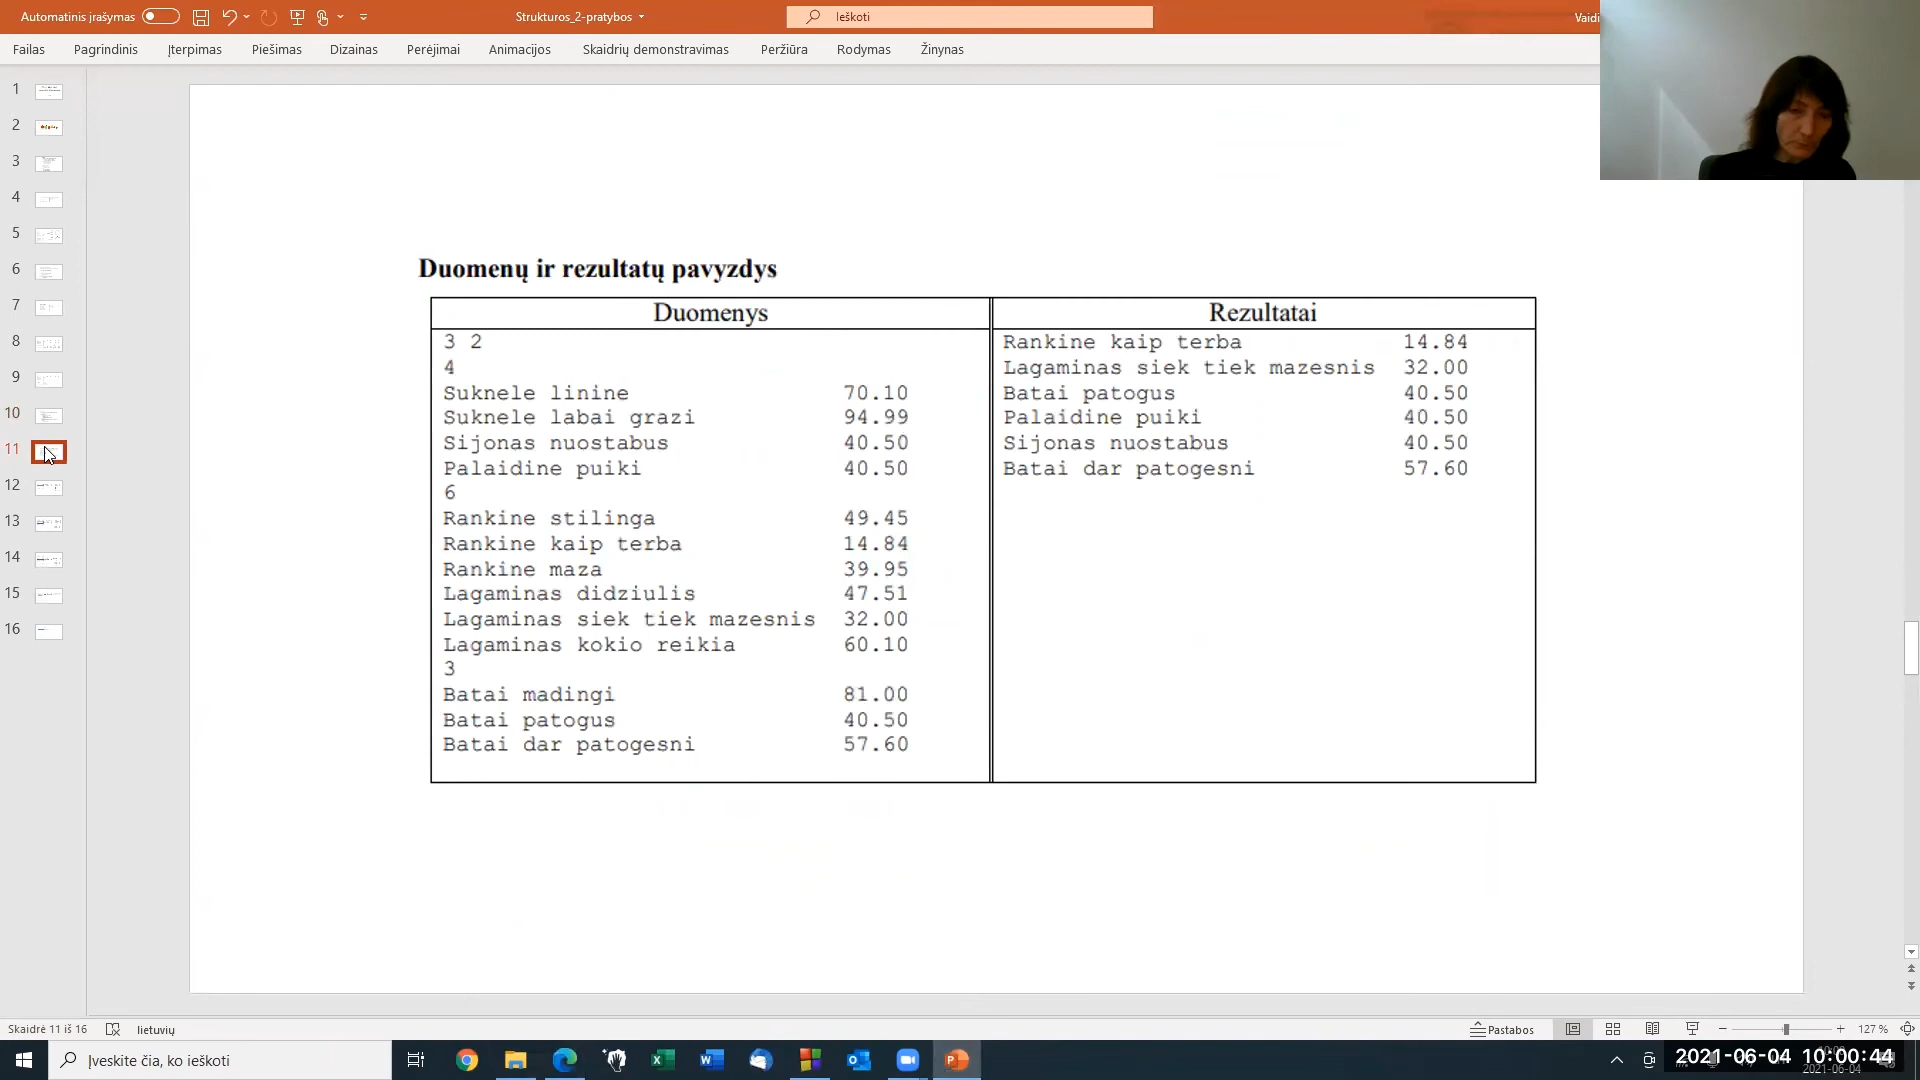 Automatinis įrašymas
Strukturos_2-pratybos
Ieškoti
Vaidi
Failas Pagrindinis Įterpimas Piešimas Dizainas Perėjimai Animacijos Skaidrių demonstravimas Peržiūra Rodymas Žinynas
1
2
3
4
5
6
7
8
9
10
11
12
13
14
15
16
Duomenų ir rezultatų pavyzdys
Duomenys
3 2
4
Suknele linine 70.10
Suknele labai grazi 94.99
Sijonas nuostabus 40.50
Palaidine puiki 40.50
6
Rankine stilinga 49.45
Rankine kaip terba 14.84
Rankine maza 39.95
Lagaminas didziulis 47.51
Lagaminas siek tiek mazesnis 32.00
Lagaminas kokio reikia 60.10
3
Batai madingi 81.00
Batai patogus 40.50
Batai dar patogesni 57.60
Rezultatai
Rankine kaip terba 14.84
Lagaminas siek tiek mazesnis 32.00
Batai patogus 40.50
Palaidine puiki 40.50
Sijonas nuostabus 40.50
Batai dar patogesni 57.60
Skaidrė 11 iš 16 lietuvių Pastabos 127 %
Įveskite čia, ko ieškoti
2021-06-04 10:00:44
2021-06-04